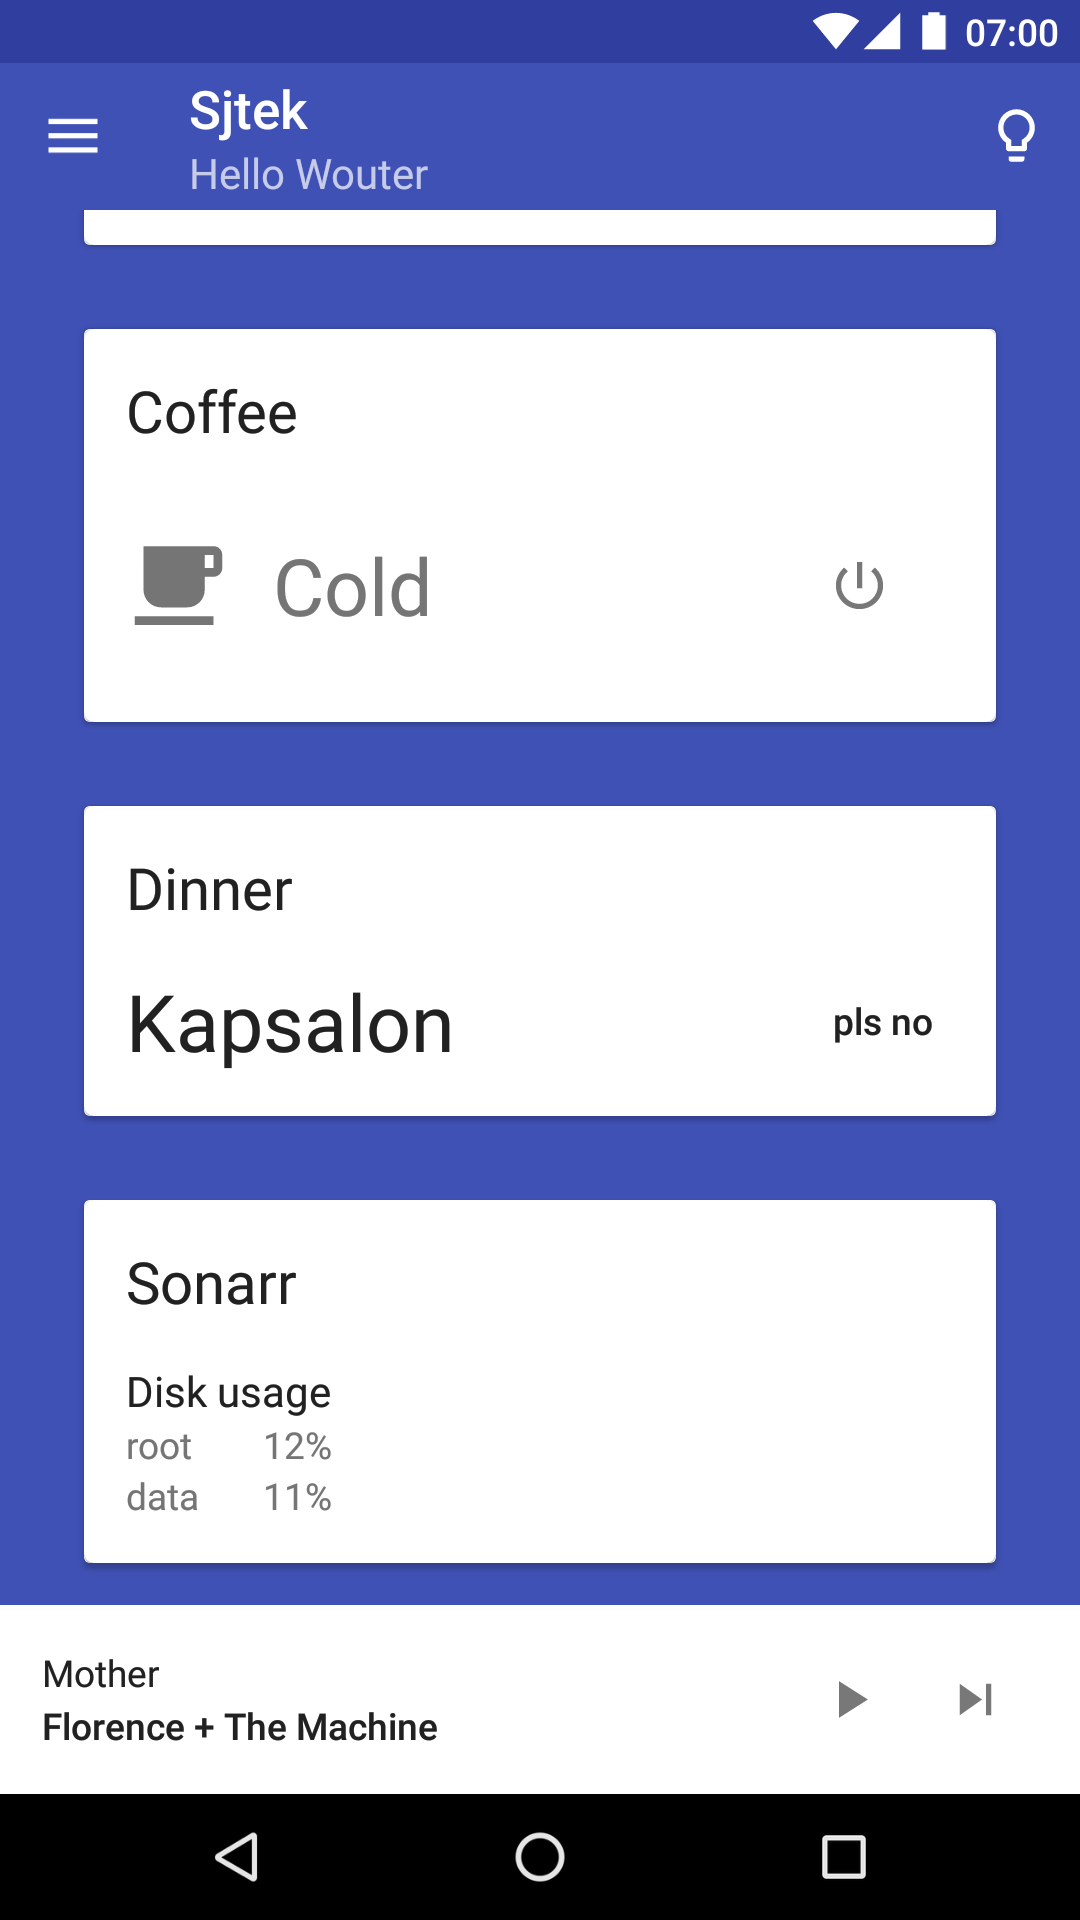 07:00
Sjtek
Hello Wouter
Coffee
Cold
Dinner
Kapsalon
pls no
Sonarr
Disk usage
root 12%
data 11%
Mother
Florence + The Machine